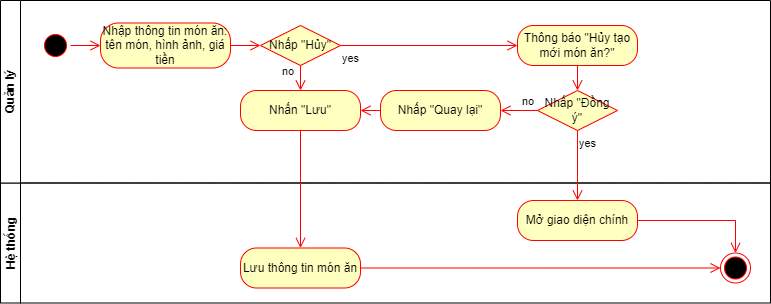 Quản lý
Nhập thông tin món ăn:
tên món, hình ảnh, giá
tiền
Nhấp "Hủy"
yes
no
Thông báo "Hủy tạo
mới món ăn?"
Nhấn "Lưu"
Nhấp "Quay lại"
no
Nhấp "Đồng
ý"
yes
Hệ thống
Mở giao diện chính
Lưu thông tin món ăn